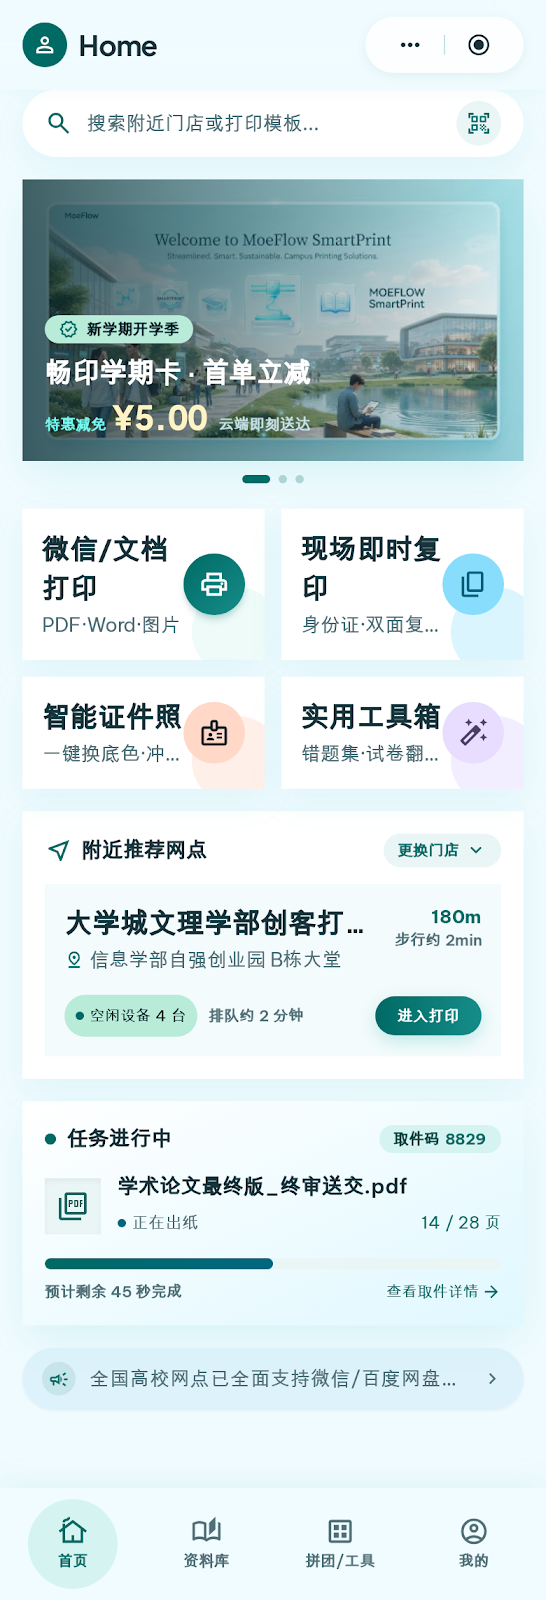 Home
搜索附近门店或打印模板...
MoeFlow
Welcome to MoeFlow SmartPrint
Streamlined. Smart. Sustainable. Campus Printing Solutions.
MOEFLOW
SmartPrint
新学期开学季
畅印学期卡 · 首单立减
特惠减免 ¥5.00 云端即刻送达
微信/文档
打印
PDF·Word·图片
现场即时复
印
身份证·双面复...
智能证件照
一键换底色·冲...
实用工具箱
错题集·试卷翻...
附近推荐网点
更换门店
大学城文理学部创客打...
180m
信息学部自强创业园 B栋大堂
步行约 2min
空闲设备 4 台
排队约 2 分钟
进入打印
任务进行中
取件码 8829
PDF
学术论文最终版_终审送交.pdf
正在出纸
14 / 28 页
预计剩余 45 秒完成
查看取件详情
全国高校网点已全面支持微信/百度网盘...
首页
资料库
拼团/工具
我的